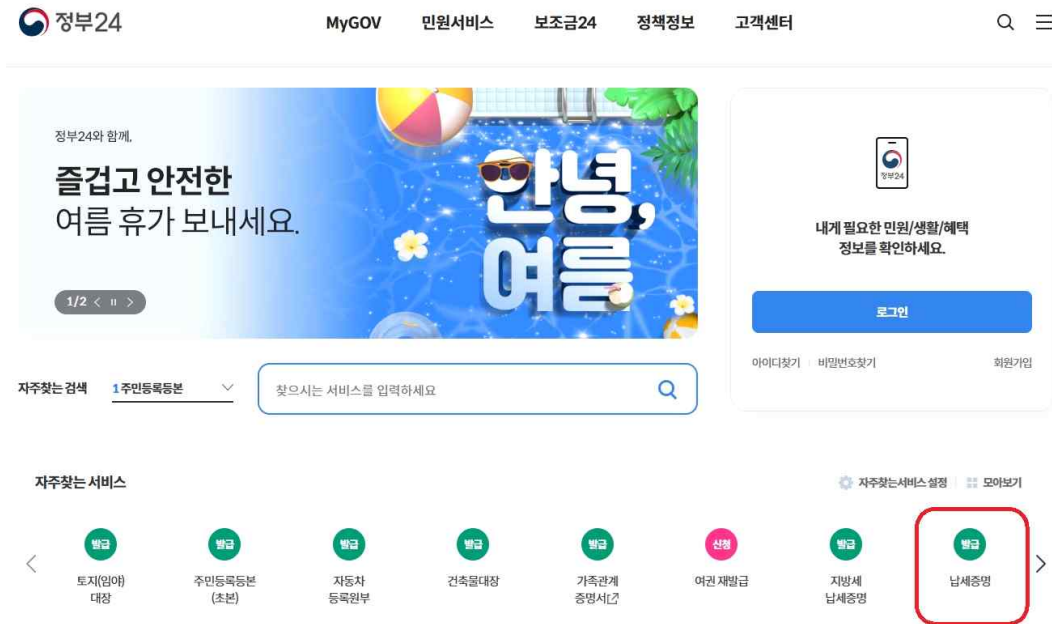 정부24
MyGOV 민원서비스 보조금24 정책정보 고객센터
정부24와 함께,
즐겁고 안전한
여름 휴가 보내세요.
안녕,
여름
1/2
정부24
내게 필요한 민원/생활/혜택
정보를 확인하세요.
로그인
아이디찾기 비밀번호찾기 회원가입
자주찾는 검색 1 주민등록등본 찾으시는 서비스를 입력하세요
자주찾는 서비스 자주찾는서비스 설정 모아보기
발급 발급 발급 발급 발급 신청 발급 발급
토지(임야) 주민등록등본 자동차 건축물대장 가족관계 여권 재발급 지방세 납세증명
대장 (초본) 등록원부 증명서 납세증명